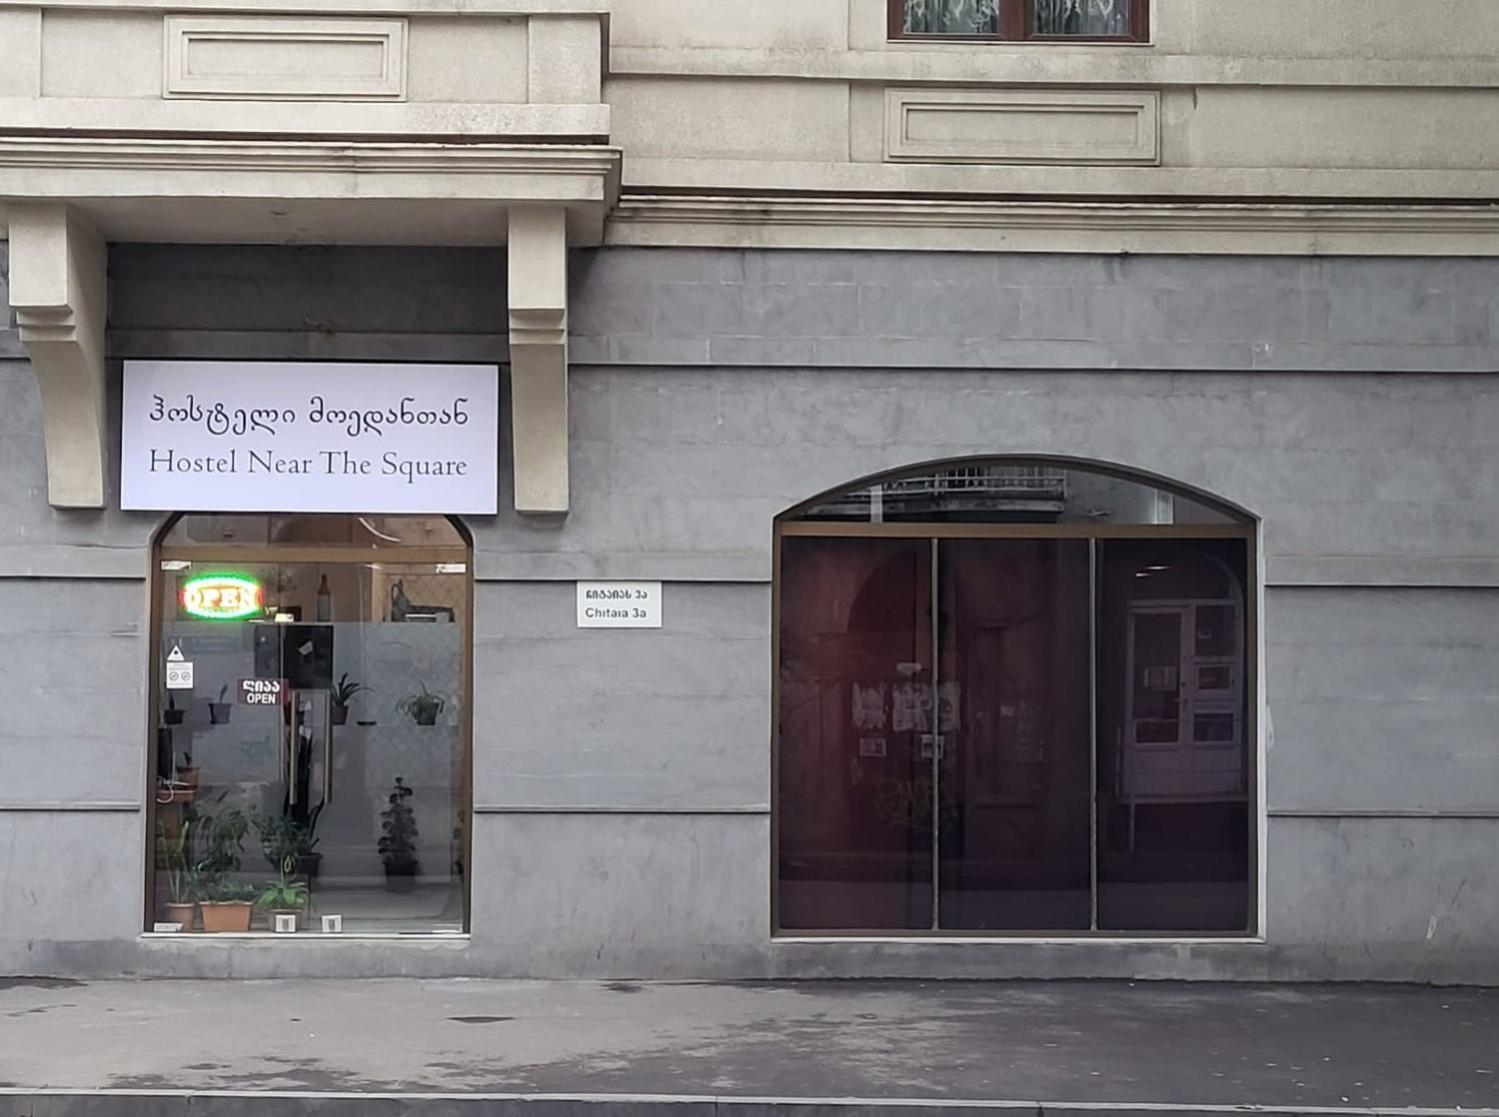 ჰოსტელი მოედანთან
Hostel Near The Square
OPEN
ჩიტაიას 3ა
Chitaia 3a
ღიაა
OPEN